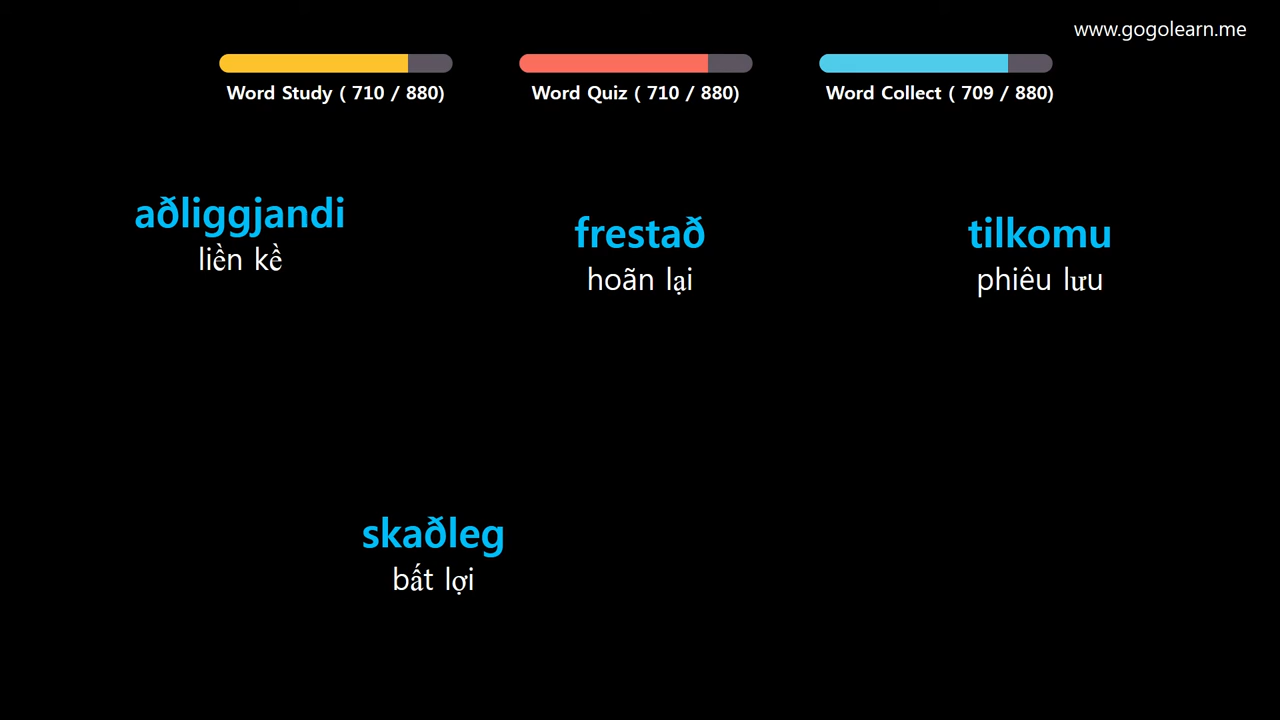 www.gogolearn.me
Word Study ( 710 / 880)
Word Quiz ( 710 / 880)
Word Collect ( 709 / 880)
aðliggjandi
liền kề
frestað
hoãn lại
tilkomu
phiêu lưu
skaðleg
bất lợi